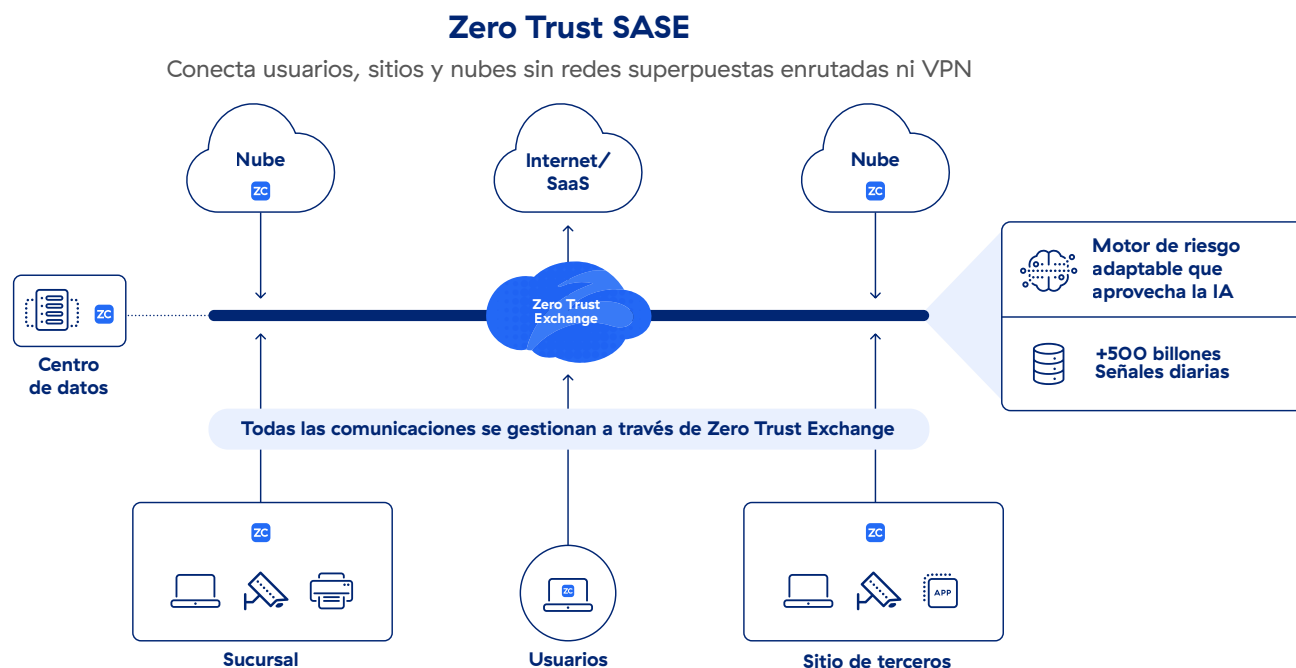 Zero Trust SASE
Conecta usuarios, sitios y nubes sin redes superpuestas enrutadas ni VPN
Nube
ZC
Internet/
SaaS
Nube
ZC
Motor de riesgo
adaptable que
aprovecha la IA
Zero Trust
Exchange
ZC
Centro
de datos
+500 billones
Señales diarias
Todas las comunicaciones se gestionan a través de Zero Trust Exchange
ZC
ZC
ZC
APP
Sucursal
Usuarios
Sitio de terceros